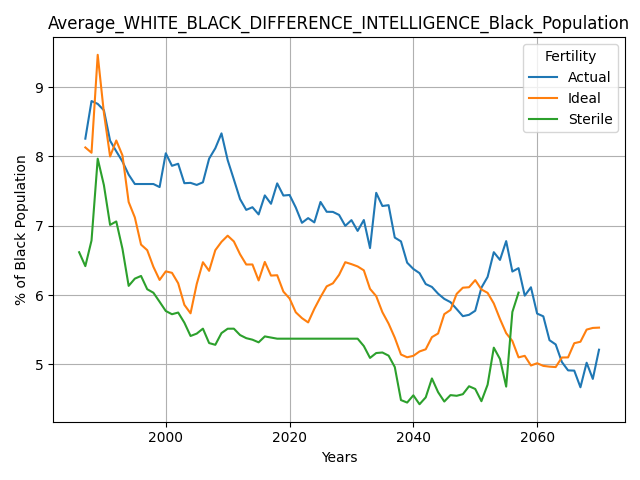 Average_WHITE_BLACK_DIFFERENCE_INTELLIGENCE_Black_Population
Fertility
Actual
Ideal
Sterile
% of Black Population
9
8
7
6
5
2000 2020 2040 2060
Years